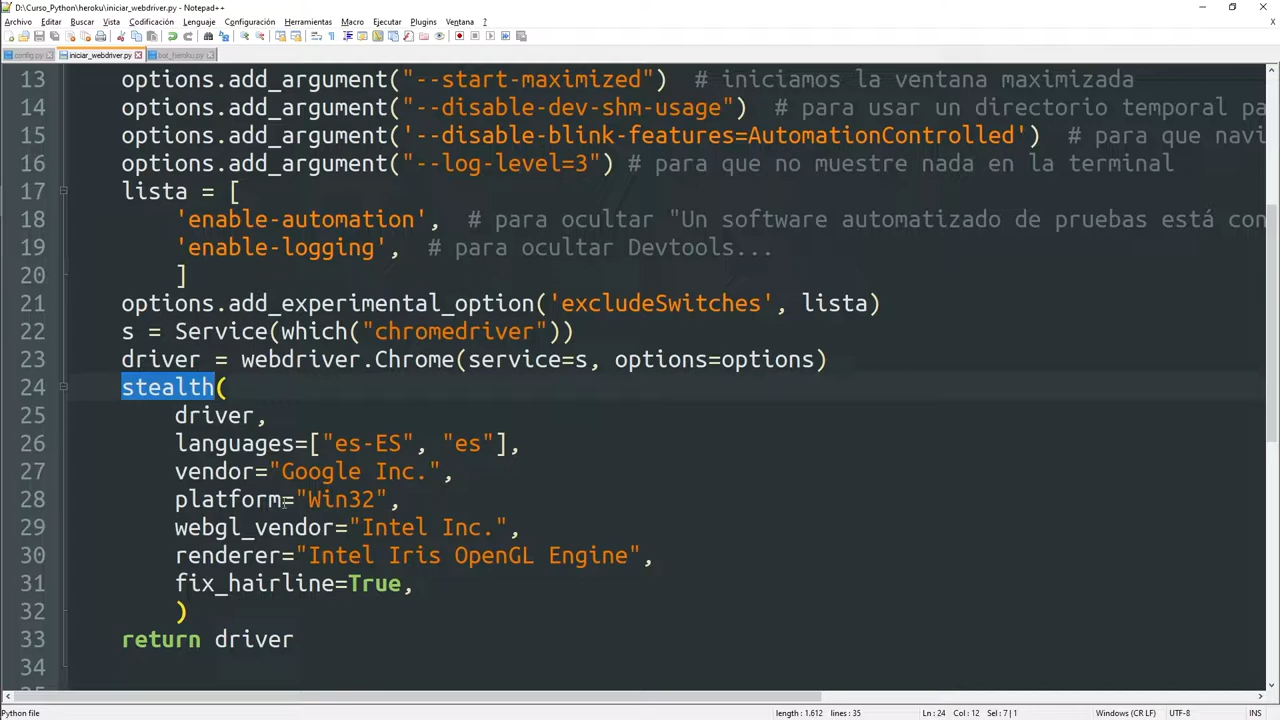 D:\Curso_Python\heroku\iniciar_webdriver.py - Notepad++
Archivo Editar Buscar Vista Codificación Lenguaje Configuración Herramientas Macro Ejecutar Plugins Ventana ?
config.py iniciar_webdriver.py bot_heroku.py
13 options.add_argument("--start-maximized") # iniciamos la ventana maximizada
14 options.add_argument("--disable-dev-shm-usage") # para usar un directorio temporal pa
15 options.add_argument('--disable-blink-features=AutomationControlled') # para que navi
16 options.add_argument("--log-level=3") # para que no muestre nada en la terminal
17 lista = [
18 'enable-automation', # para ocultar "Un software automatizado de pruebas está con
19 'enable-logging', # para ocultar Devtools...
20 ]
21 options.add_experimental_option('excludeSwitches', lista)
22 s = Service(which("chromedriver"))
23 driver = webdriver.Chrome(service=s, options=options)
24 stealth(
25 driver,
26 languages=["es-ES", "es"],
27 vendor="Google Inc.",
28 platform="Win32",
29 webgl_vendor="Intel Inc.",
30 renderer="Intel Iris OpenGL Engine",
31 fix_hairline=True,
32 )
33 return driver
34
Python file length : 1.612 lines : 35 Ln : 24 Col : 12 Sel : 7 | 1 Windows (CR LF) UTF-8 INS